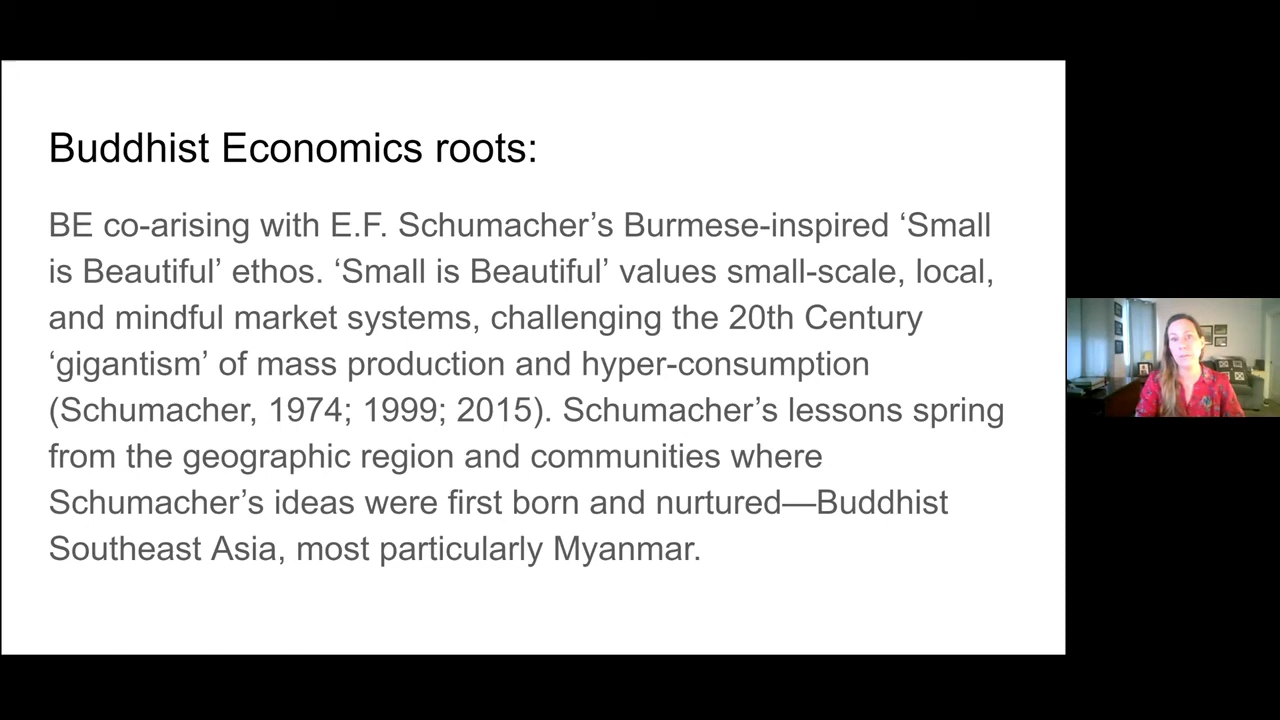 Buddhist Economics roots:
BE co-arising with E.F. Schumacher’s Burmese-inspired ‘Small
is Beautiful’ ethos. ‘Small is Beautiful’ values small-scale, local,
and mindful market systems, challenging the 20th Century
‘gigantism’ of mass production and hyper-consumption
(Schumacher, 1974; 1999; 2015). Schumacher’s lessons spring
from the geographic region and communities where
Schumacher’s ideas were first born and nurtured—Buddhist
Southeast Asia, most particularly Myanmar.